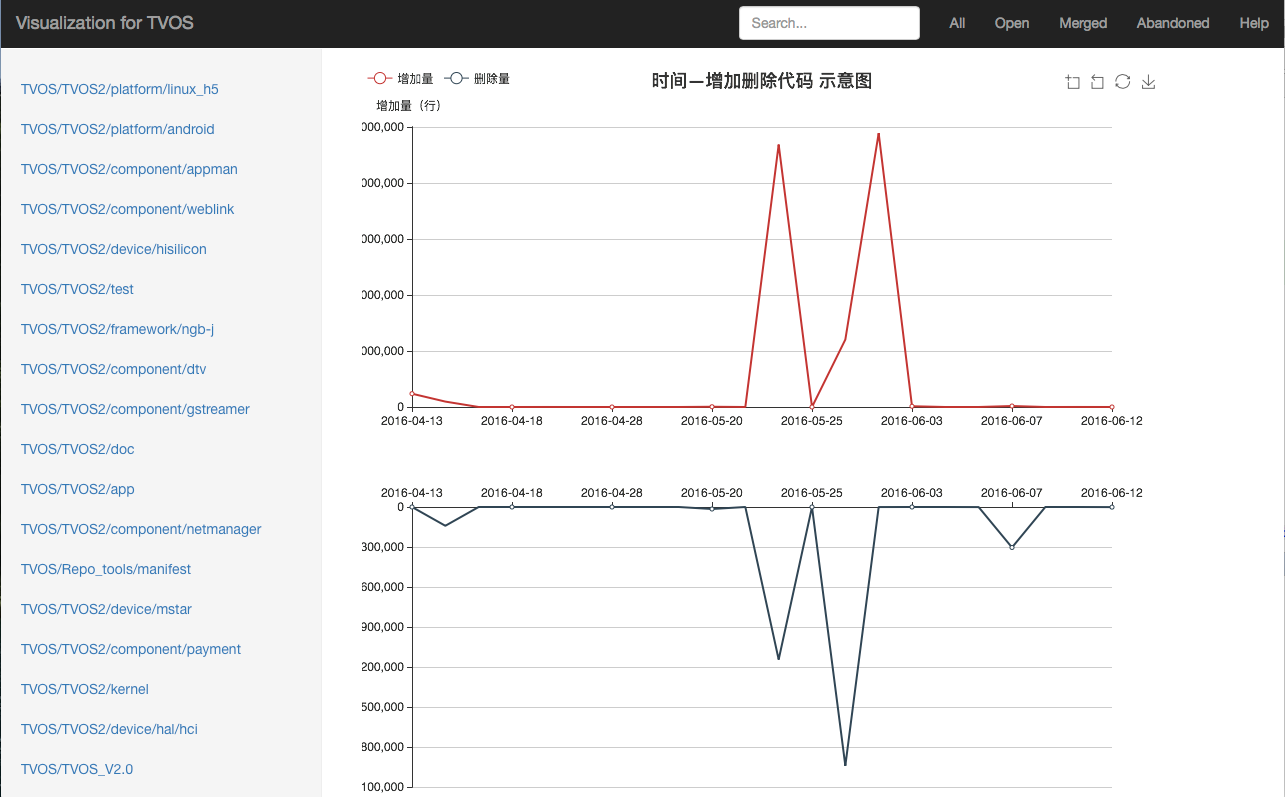 Visualization for TVOS
Search...
All
Open
Merged
Abandoned
Help
TVOS/TVOS2/platform/linux_h5
TVOS/TVOS2/platform/android
TVOS/TVOS2/component/appman
TVOS/TVOS2/component/weblink
TVOS/TVOS2/device/hisilicon
TVOS/TVOS2/test
TVOS/TVOS2/framework/ngb-j
TVOS/TVOS2/component/dtv
TVOS/TVOS2/component/gstreamer
TVOS/TVOS2/doc
TVOS/TVOS2/app
TVOS/TVOS2/component/netmanager
TVOS/Repo_tools/manifest
TVOS/TVOS2/device/mstar
TVOS/TVOS2/component/payment
TVOS/TVOS2/kernel
TVOS/TVOS2/device/hal/hci
TVOS/TVOS_V2.0
增加量
删除量
时间—增加删除代码 示意图
增加量（行）
000,000
000,000
000,000
000,000
000,000
0
2016-04-13
2016-04-18
2016-04-28
2016-05-20
2016-05-25
2016-06-03
2016-06-07
2016-06-12
2016-04-13
2016-04-18
2016-04-28
2016-05-20
2016-05-25
2016-06-03
2016-06-07
2016-06-12
0
300,000
600,000
900,000
200,000
500,000
800,000
100,000